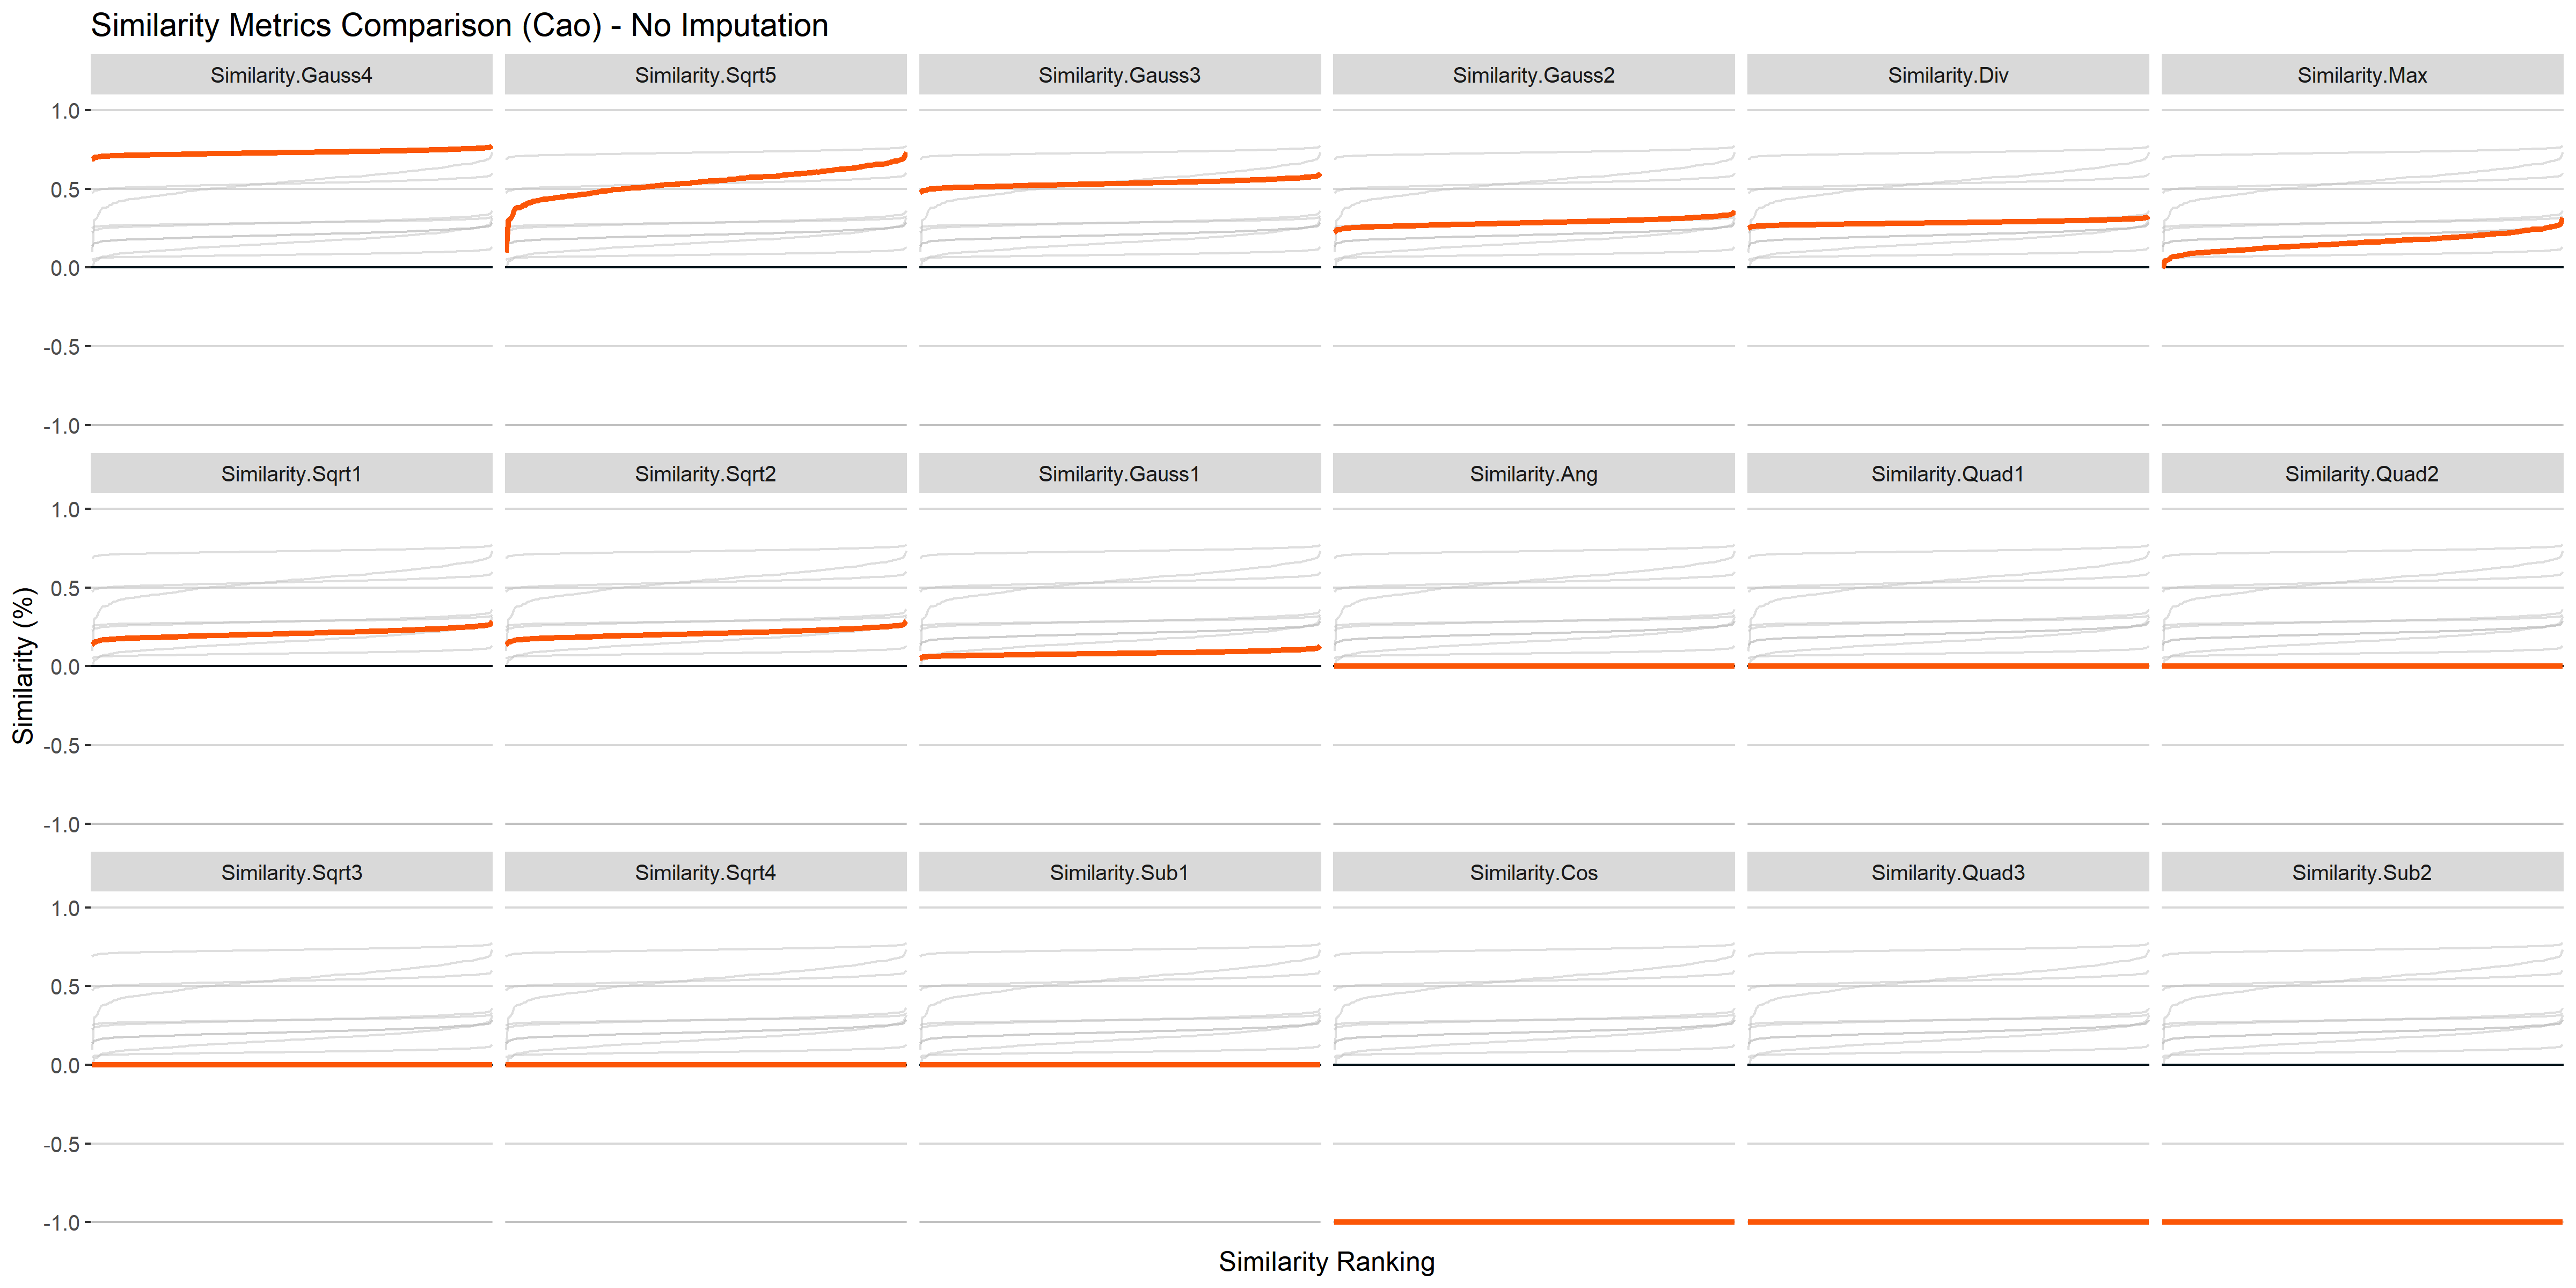 Similarity Metrics Comparison (Cao) - No Imputation
Similarity.Gauss4 Similarity.Sqrt5 Similarity.Gauss3 Similarity.Gauss2 Similarity.Div Similarity.Max
1.0
0.5
0.0
-0.5
-1.0
Similarity.Sqrt1 Similarity.Sqrt2 Similarity.Gauss1 Similarity.Ang Similarity.Quad1 Similarity.Quad2
1.0
0.5
0.0
-0.5
-1.0
Similarity (%)
Similarity.Sqrt3 Similarity.Sqrt4 Similarity.Sub1 Similarity.Cos Similarity.Quad3 Similarity.Sub2
1.0
0.5
0.0
-0.5
-1.0
Similarity Ranking